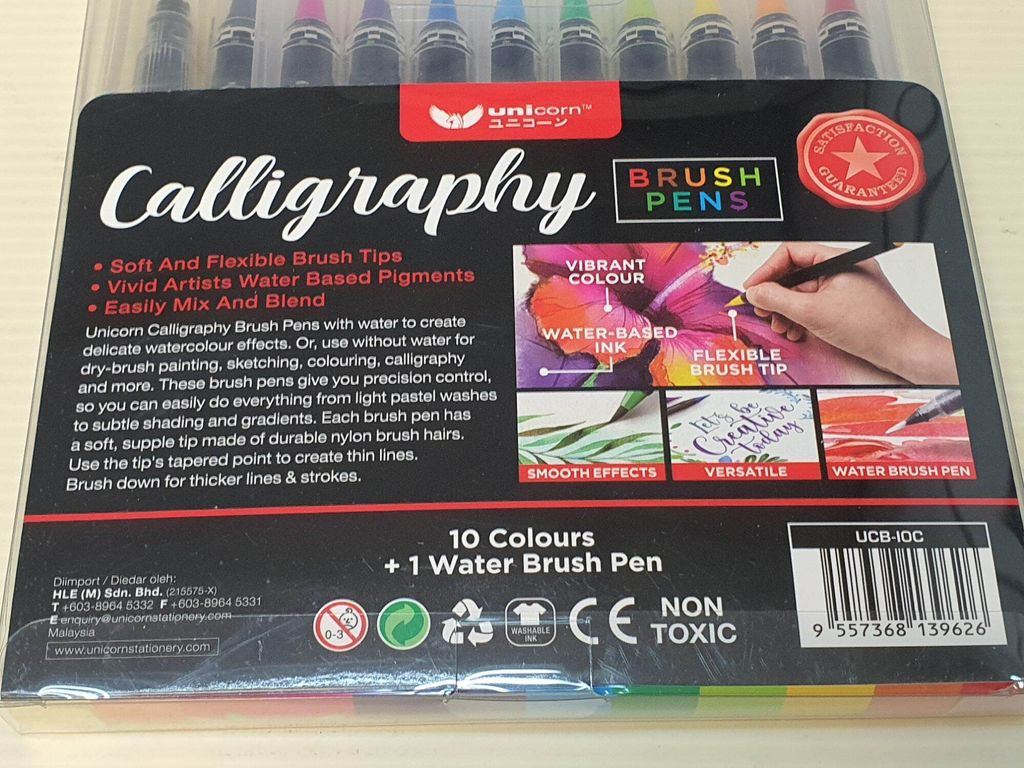 unicorn™
ユニコーン
Calligraphy
BRUSH
PENS
SATISFACTION
GUARANTEED
• Soft And Flexible Brush Tips
• Vivid Artists Water Based Pigments
• Easily Mix And Blend
Unicorn Calligraphy Brush Pens with water to create
delicate watercolour effects. Or, use without water for
dry-brush painting, sketching, colouring, calligraphy
and more. These brush pens give you precision control,
so you can easily do everything from light pastel washes
to subtle shading and gradients. Each brush pen has
a soft, supple tip made of durable nylon brush hairs.
Use the tip's tapered point to create thin lines.
Brush down for thicker lines & strokes.
VIBRANT
COLOUR
WATER-BASED
INK
FLEXIBLE
BRUSH TIP
Let's be
Creative
today
SMOOTH EFFECTS
VERSATILE
WATER BRUSH PEN
10 Colours
+ 1 Water Brush Pen
Diimport / Diedar oleh:
HLE (M) Sdn. Bhd. (215575-X)
T +603-8964 5332 F +603-8964 5331
E enquiry@unicornstationery.com
Malaysia
www.unicornstationery.com
0-3
WASHABLE
INK
CE
NON
TOXIC
UCB-10C
9 557368 139626